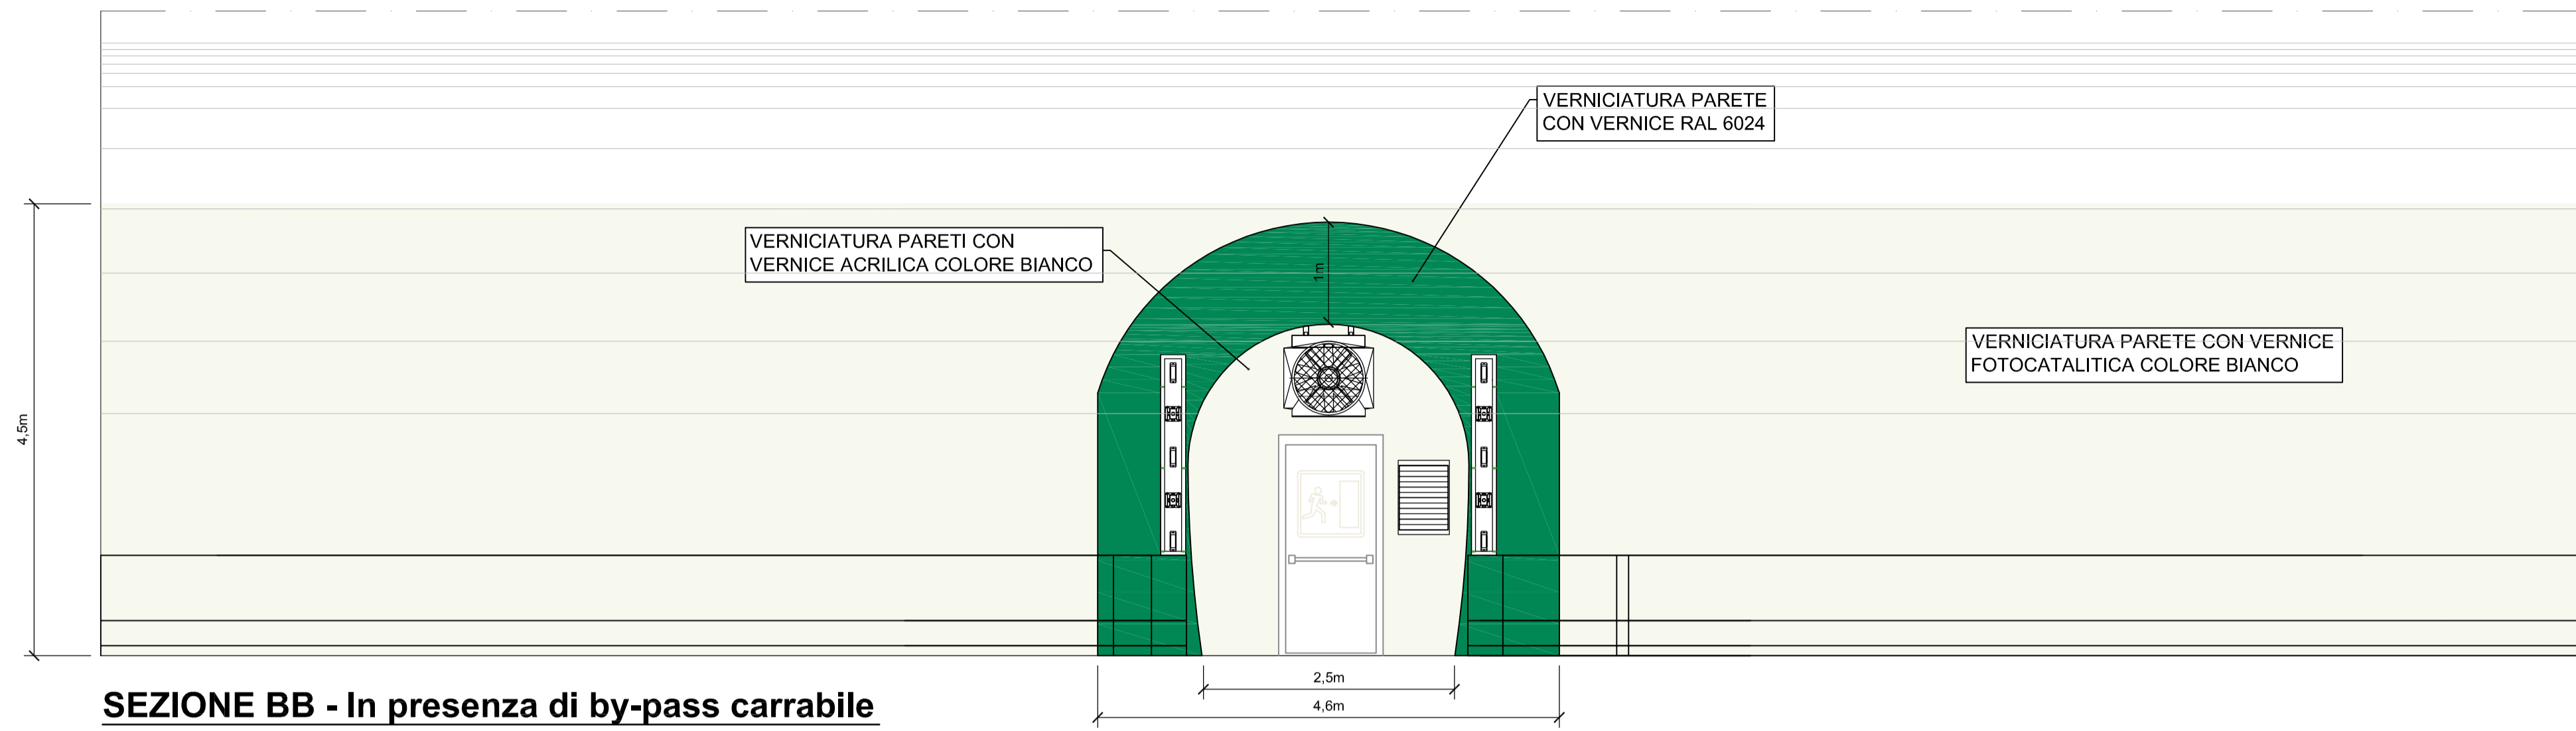 VERNICIATURA PARETE
CON VERNICE RAL 6024
VERNICIATURA PARETI CON
VERNICE ACRILICA COLORE BIANCO
1m
VERNICIATURA PARETE CON VERNICE
FOTOCATALITICA COLORE BIANCO
4,5m
2,5m
4,6m
SEZIONE BB - In presenza di by-pass carrabile